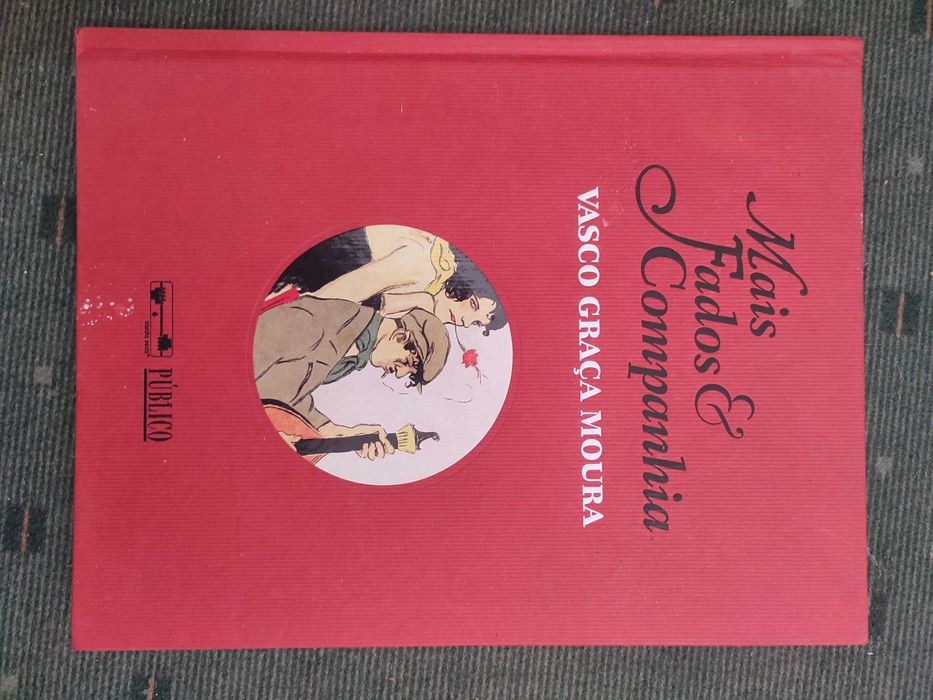 Mais
Fados &
Companhia
VASCO GRAÇA MOURA
PÚBLICO